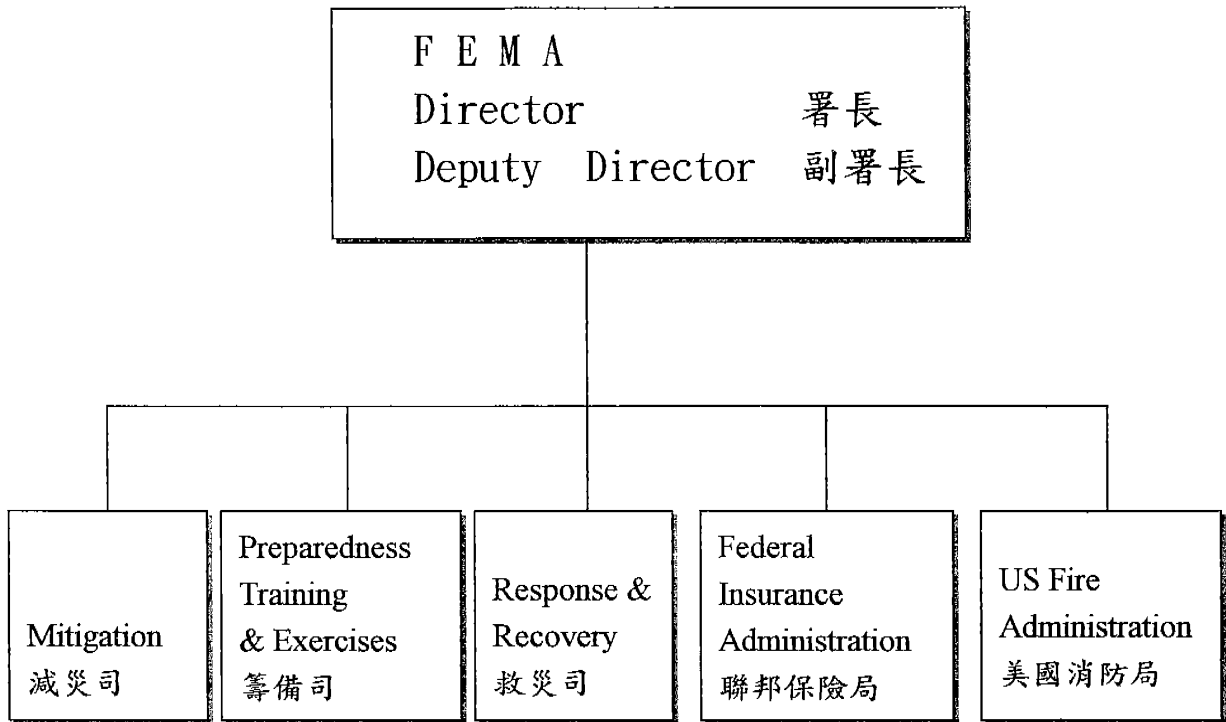 F E M A
Director 署長
Deputy Director 副署長
Mitigation
減災司
Preparedness
Training
& Exercises
籌備司
Response &
Recovery
救災司
Federal
Insurance
Administration
聯邦保險局
US Fire
Administration
美國消防局